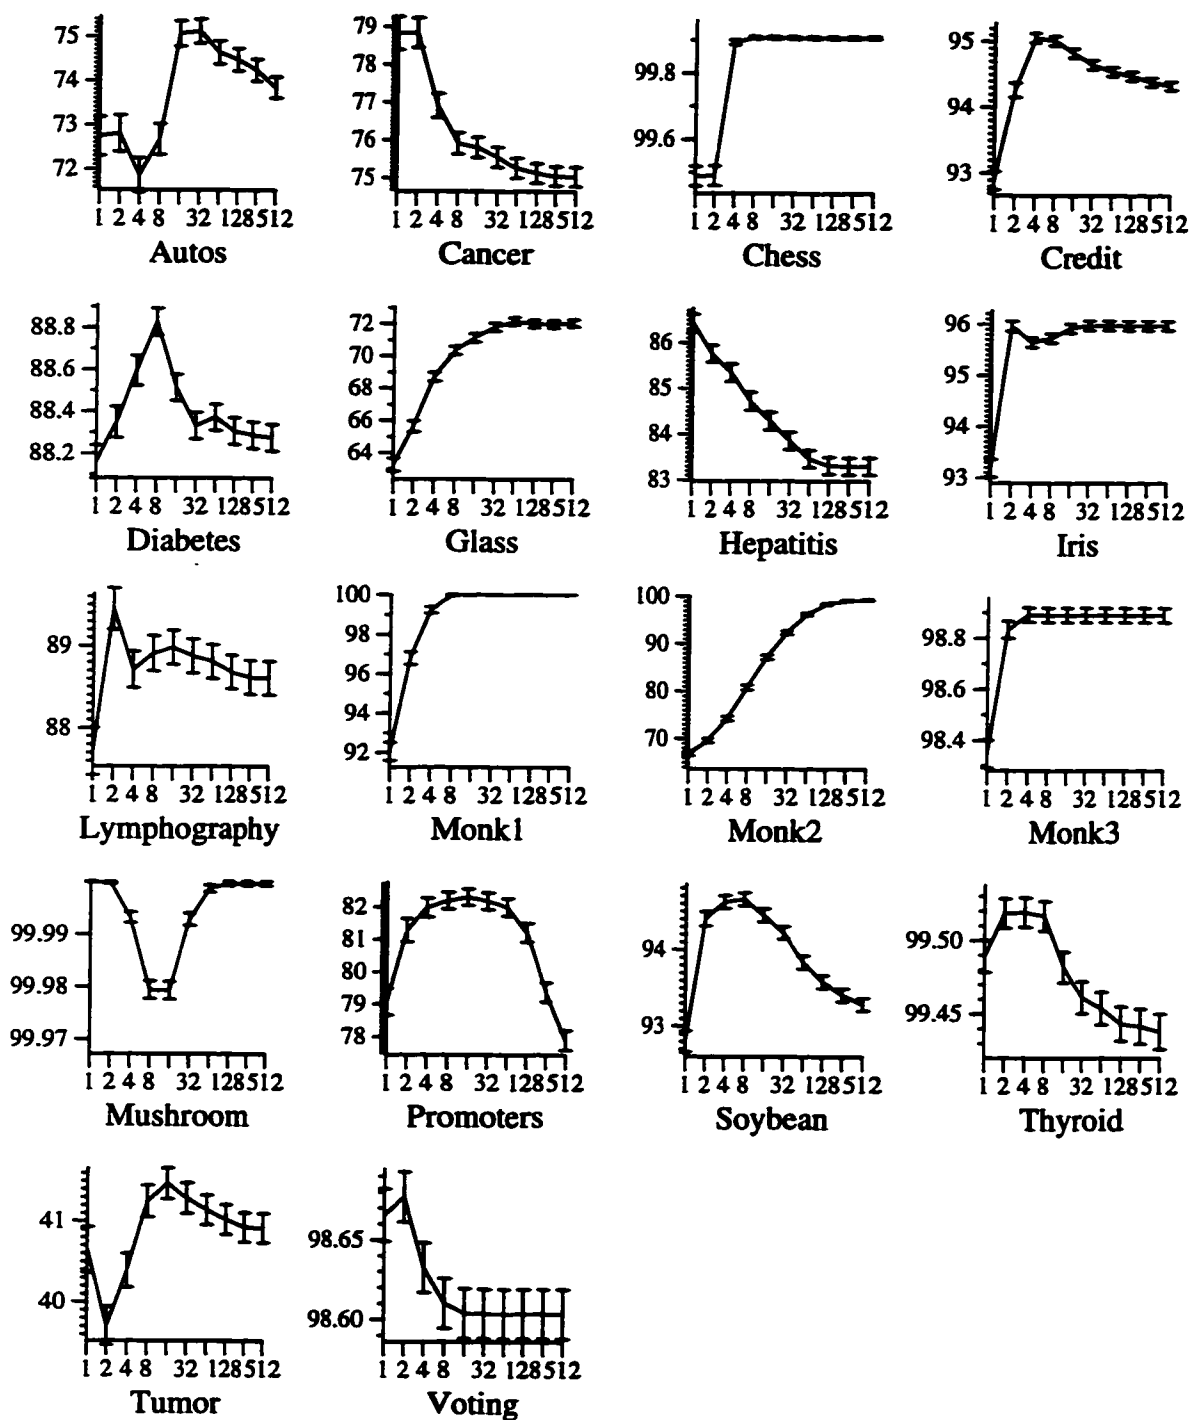 75
74
73
72
1 2 4 8 32 128 512
Autos
79
78
77
76
75
1 2 4 8 32 128 512
Cancer
99.8
99.6
1 2 4 8 32 128 512
Chess
95
94
93
1 2 4 8 32 128 512
Credit
88.8
88.6
88.4
88.2
1 2 4 8 32 128 512
Diabetes
72
70
68
66
64
1 2 4 8 32 128 512
Glass
86
85
84
83
1 2 4 8 32 128 512
Hepatitis
96
95
94
93
1 2 4 8 32 128 512
Iris
89
88
1 2 4 8 32 128 512
Lymphography
100
98
96
94
92
1 2 4 8 32 128 512
Monk1
100
90
80
70
1 2 4 8 32 128 512
Monk2
98.8
98.6
98.4
1 2 4 8 32 128 512
Monk3
99.99
99.98
99.97
1 2 4 8 32 128 512
Mushroom
82
81
80
79
78
1 2 4 8 32 128 512
Promoters
94
93
1 2 4 8 32 128 512
Soybean
99.50
99.45
1 2 4 8 32 128 512
Thyroid
41
40
1 2 4 8 32 128 512
Tumor
98.65
98.60
1 2 4 8 32 128 512
Voting